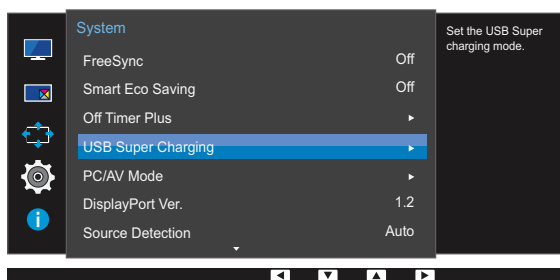 System
FreeSync Off
Smart Eco Saving Off
Off Timer Plus
USB Super Charging
PC/AV Mode
DisplayPort Ver. 1.2
Source Detection Auto
Set the USB Super
charging mode.